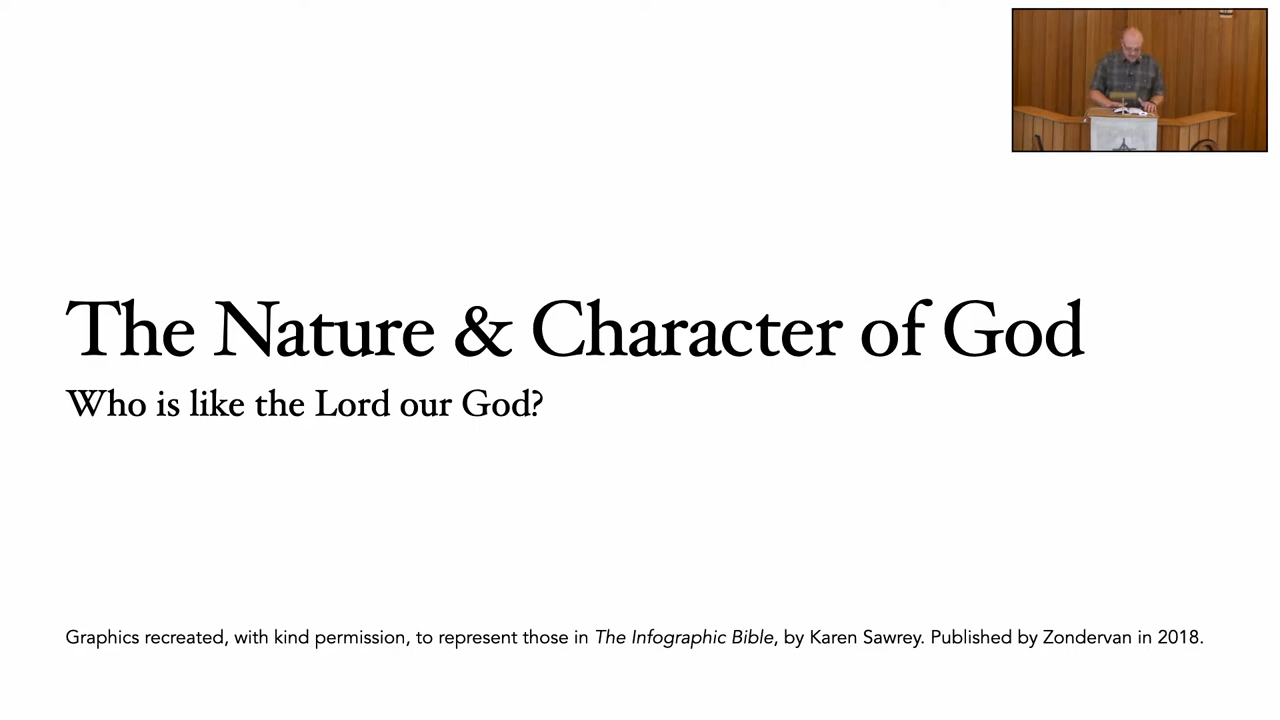 The Nature & Character of God
Who is like the Lord our God?
Graphics recreated, with kind permission, to represent those in The Infographic Bible, by Karen Sawrey. Published by Zondervan in 2018.